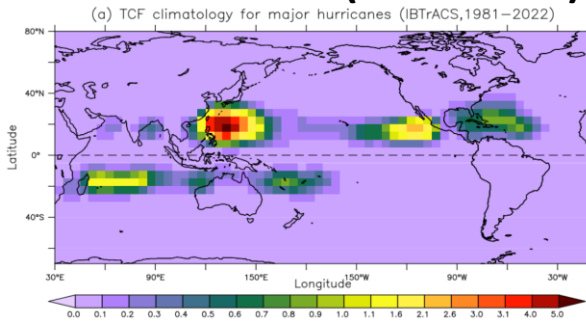 (a) TCF climatology for major hurricanes (IBTrACS,1981−2022)
80°N
40°N
0°
40°S
Latitude
30°E 90°E 150°E 150°W 90°W 30°W
Longitude
0.0 0.1 0.2 0.3 0.4 0.5 0.6 0.7 0.8 0.9 1.0 1.1 1.6 2.1 2.6 3.0 3.1 4.0 5.0